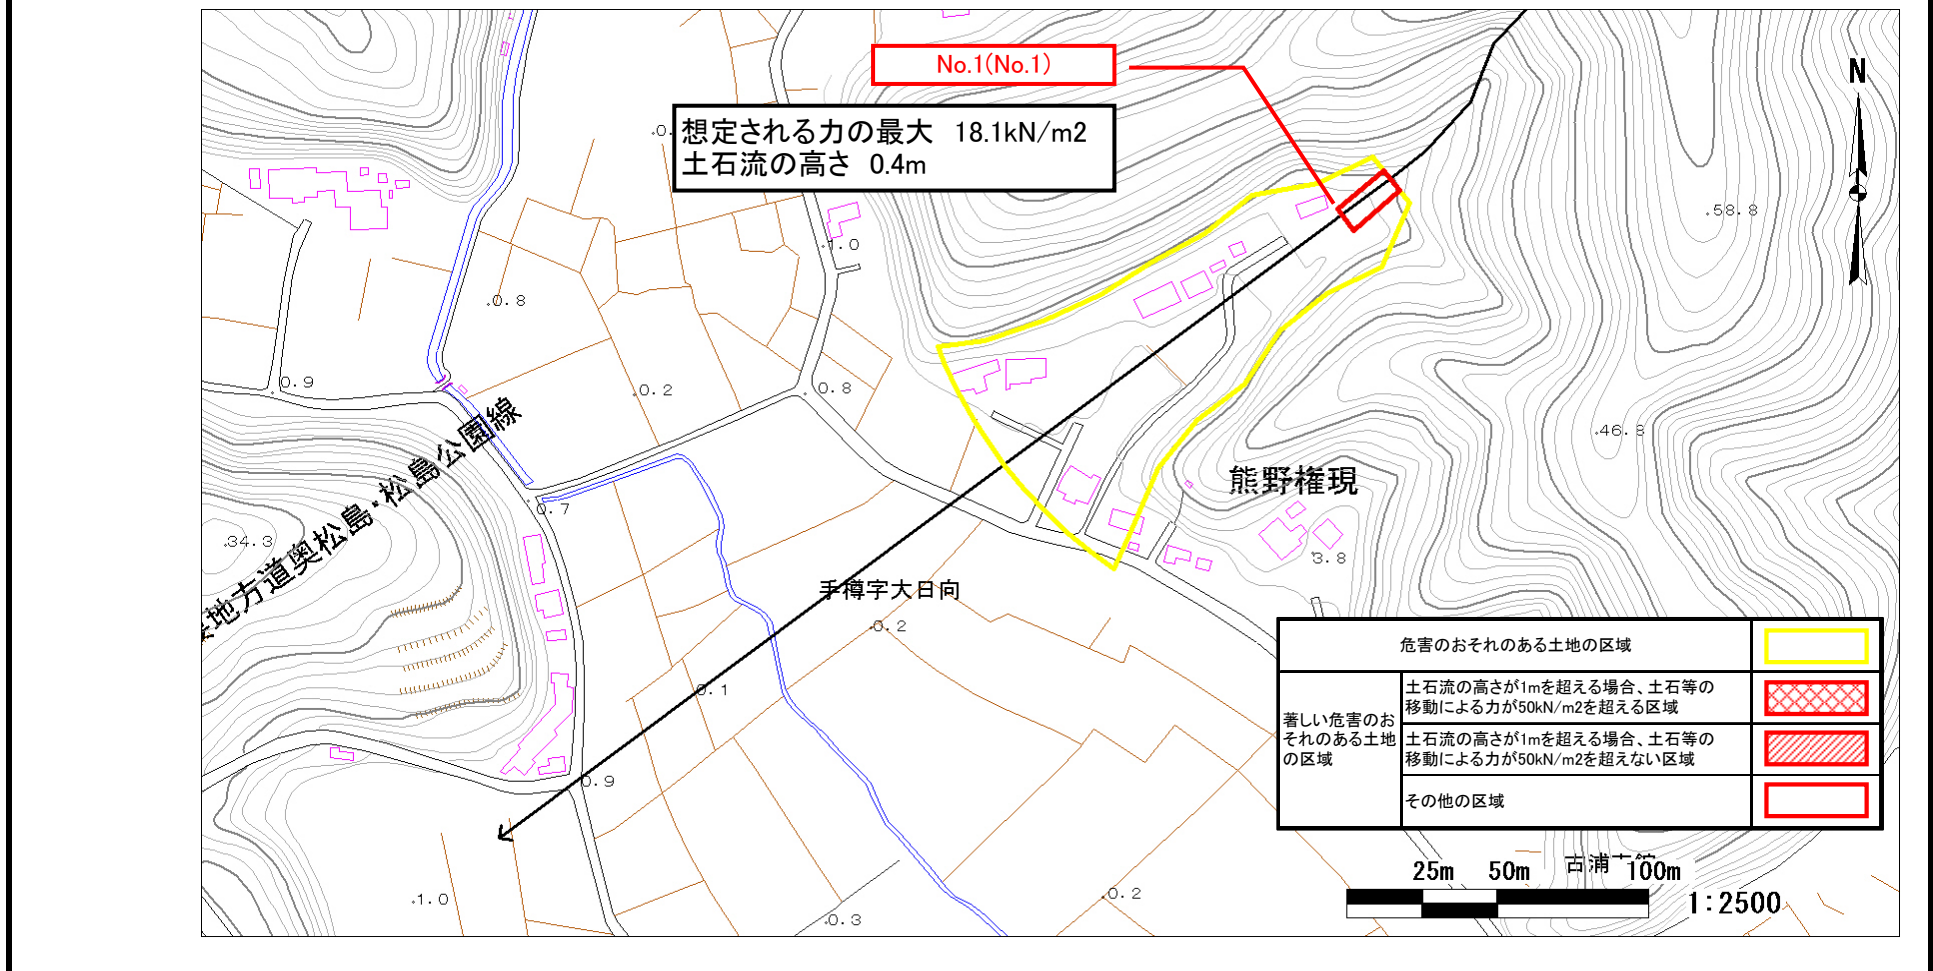 No.1(No.1)
想定される力の最大 18.1kN/m2
土石流の高さ 0.4m
N
.58.8
1.0
.0.8
0.9
.0.2
0.8
.46.8
熊野権現
地方道奥松島・松島公園線
0.7
.34.3
3.8
手樽字大日向
.0.2
0.1
0.9
.1.0
.0.3
.0.2
危害のおそれのある土地の区域
著しい危害のお
それのある土地
の区域
土石流の高さが1mを超える場合、土石等の
移動による力が50kN/m2を超える区域
土石流の高さが1mを超える場合、土石等の
移動による力が50kN/m2を超えない区域
その他の区域
25m 50m 100m
1:2500